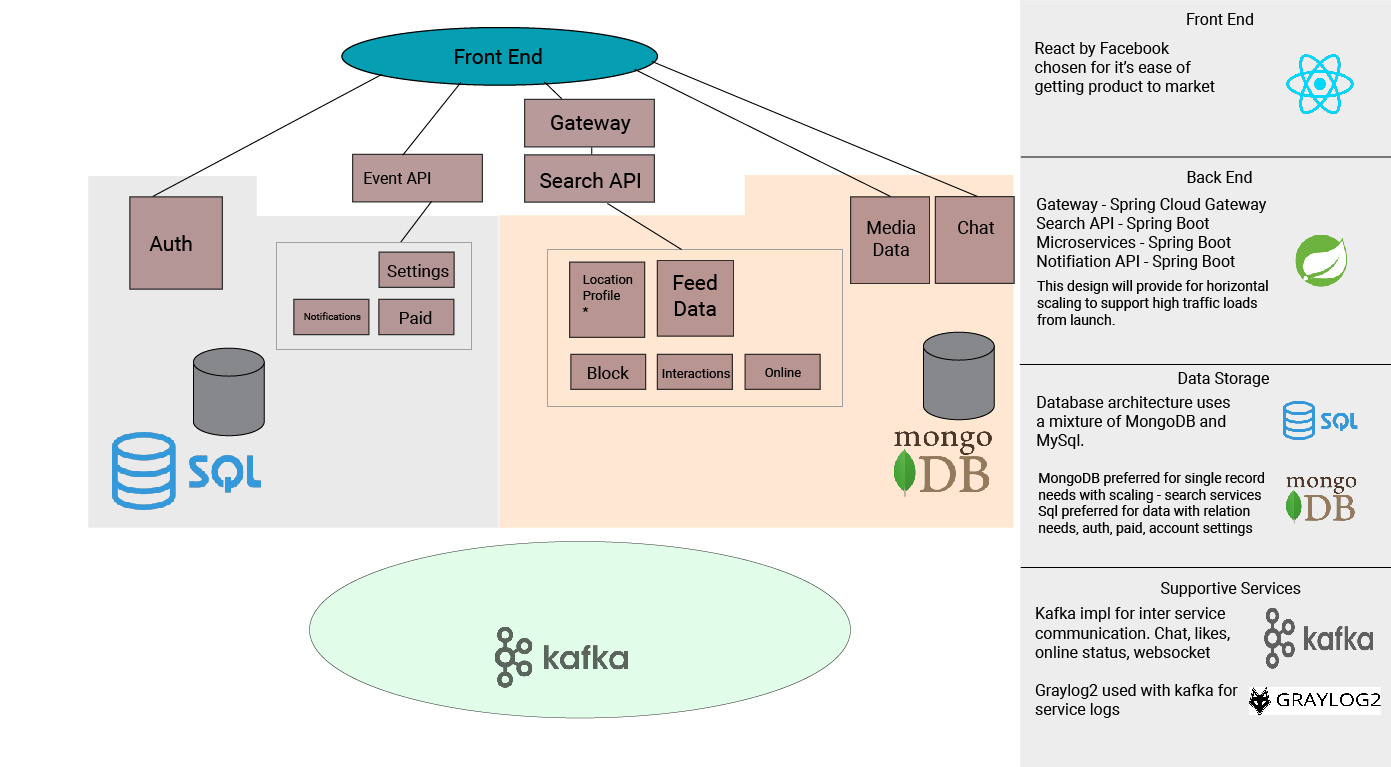 Front End
Gateway
Event API
Search API
Auth
Media
Data
Chat
Settings
Notifications
Paid
Location
Profile
*
Feed
Data
Block
Interactions
Online
SQL
mongo
DB
kafka
Front End
React by Facebook
chosen for it's ease of
getting product to market
Back End
Gateway - Spring Cloud Gateway
Search API - Spring Boot
Microservices - Spring Boot
Notifiation API - Spring Boot
This design will provide for horizontal
scaling to support high traffic loads
from launch.
Data Storage
Database architecture uses
a mixture of MongoDB and
MySql.
SQL
MongoDB preferred for single record
needs with scaling - search services
Sql preferred for data with relation
needs, auth, paid, account settings
mongo
DB
Supportive Services
Kafka impl for inter service
communication. Chat, likes,
online status, websocket
kafka
Graylog2 used with kafka for
service logs
GRAYLOG2